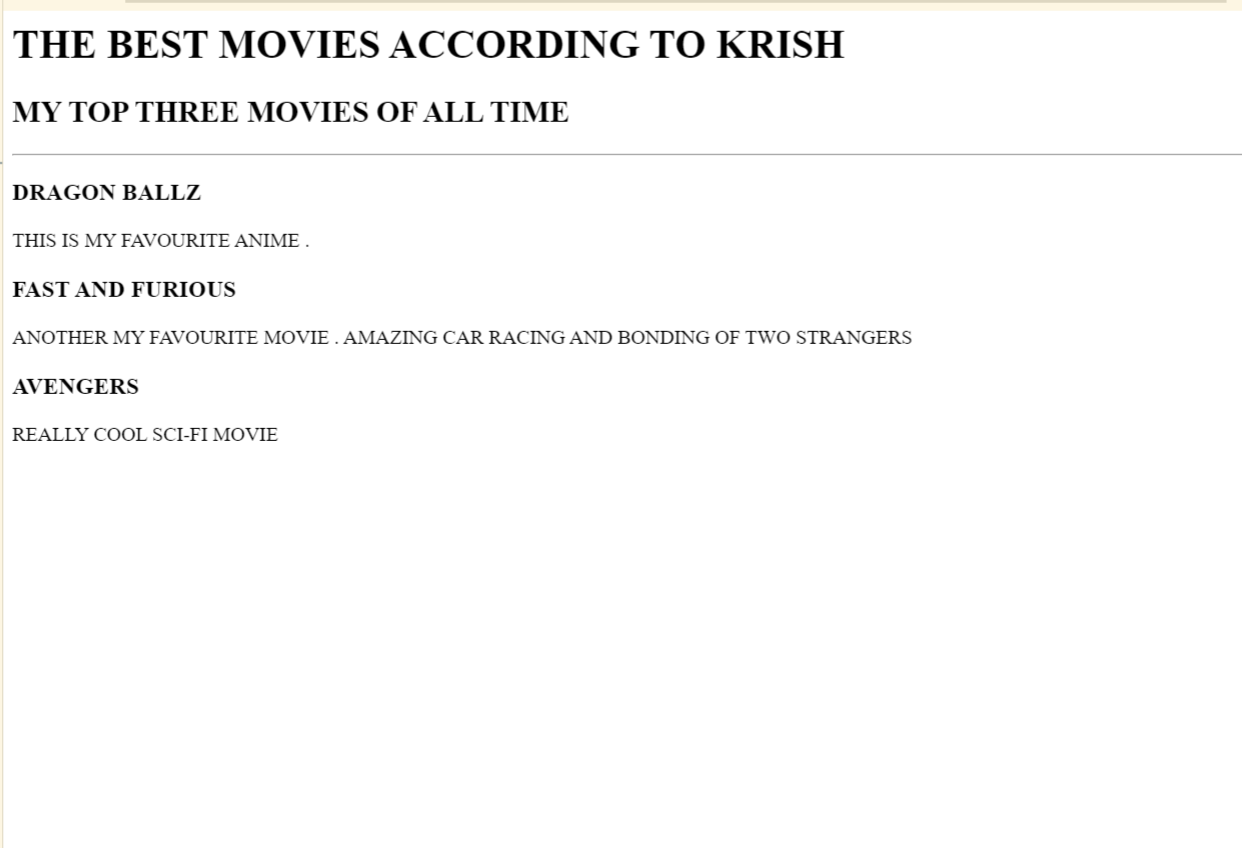 THE BEST MOVIES ACCORDING TO KRISH
MY TOP THREE MOVIES OF ALL TIME
DRAGON BALLZ
THIS IS MY FAVOURITE ANIME .
FAST AND FURIOUS
ANOTHER MY FAVOURITE MOVIE . AMAZING CAR RACING AND BONDING OF TWO STRANGERS
AVENGERS
REALLY COOL SCI-FI MOVIE